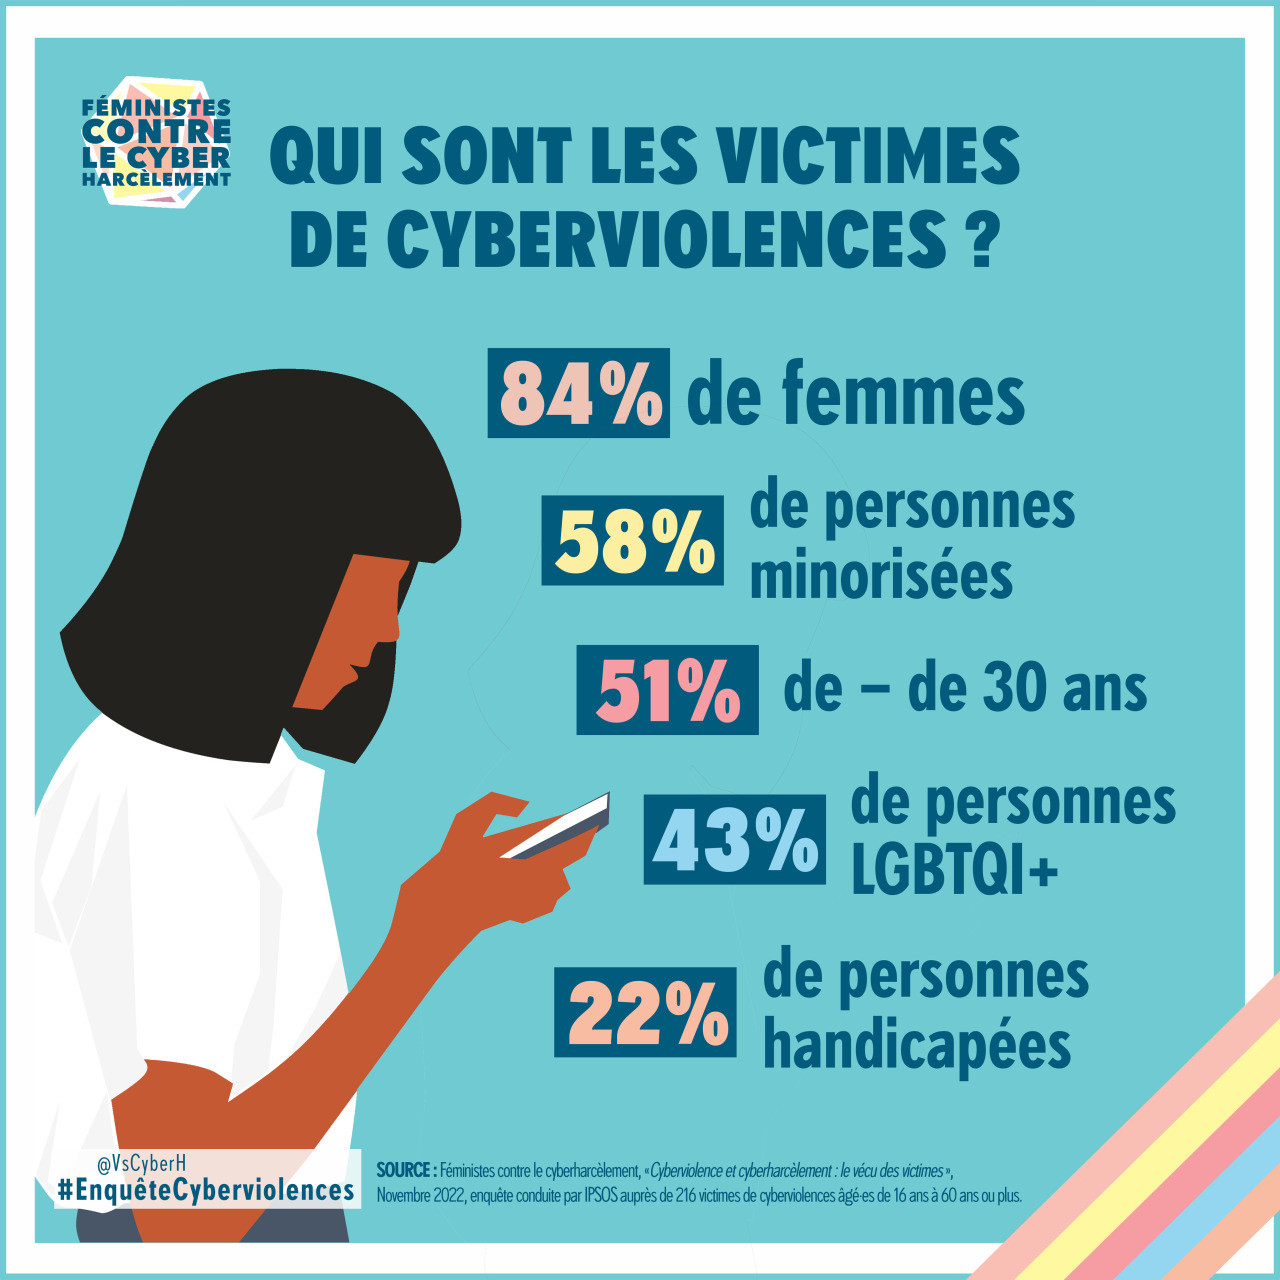 FÉMINISTES
CONTRE
LE CYBER
HARCÈLEMENT
QUI SONT LES VICTIMES
DE CYBERVIOLENCES ?
84% de femmes
58% de personnes
minorisées
51% de – de 30 ans
43% de personnes
LGBTQI+
22% de personnes
handicapées
@VsCyberH
#EnquêteCyberviolences
SOURCE : Féministes contre le cyberharcèlement, « Cyberviolence et cyberharcèlement : le vécu des victimes »,
Novembre 2022, enquête conduite par IPSOS auprès de 216 victimes de cyberviolences âgé·es de 16 ans à 60 ans ou plus.